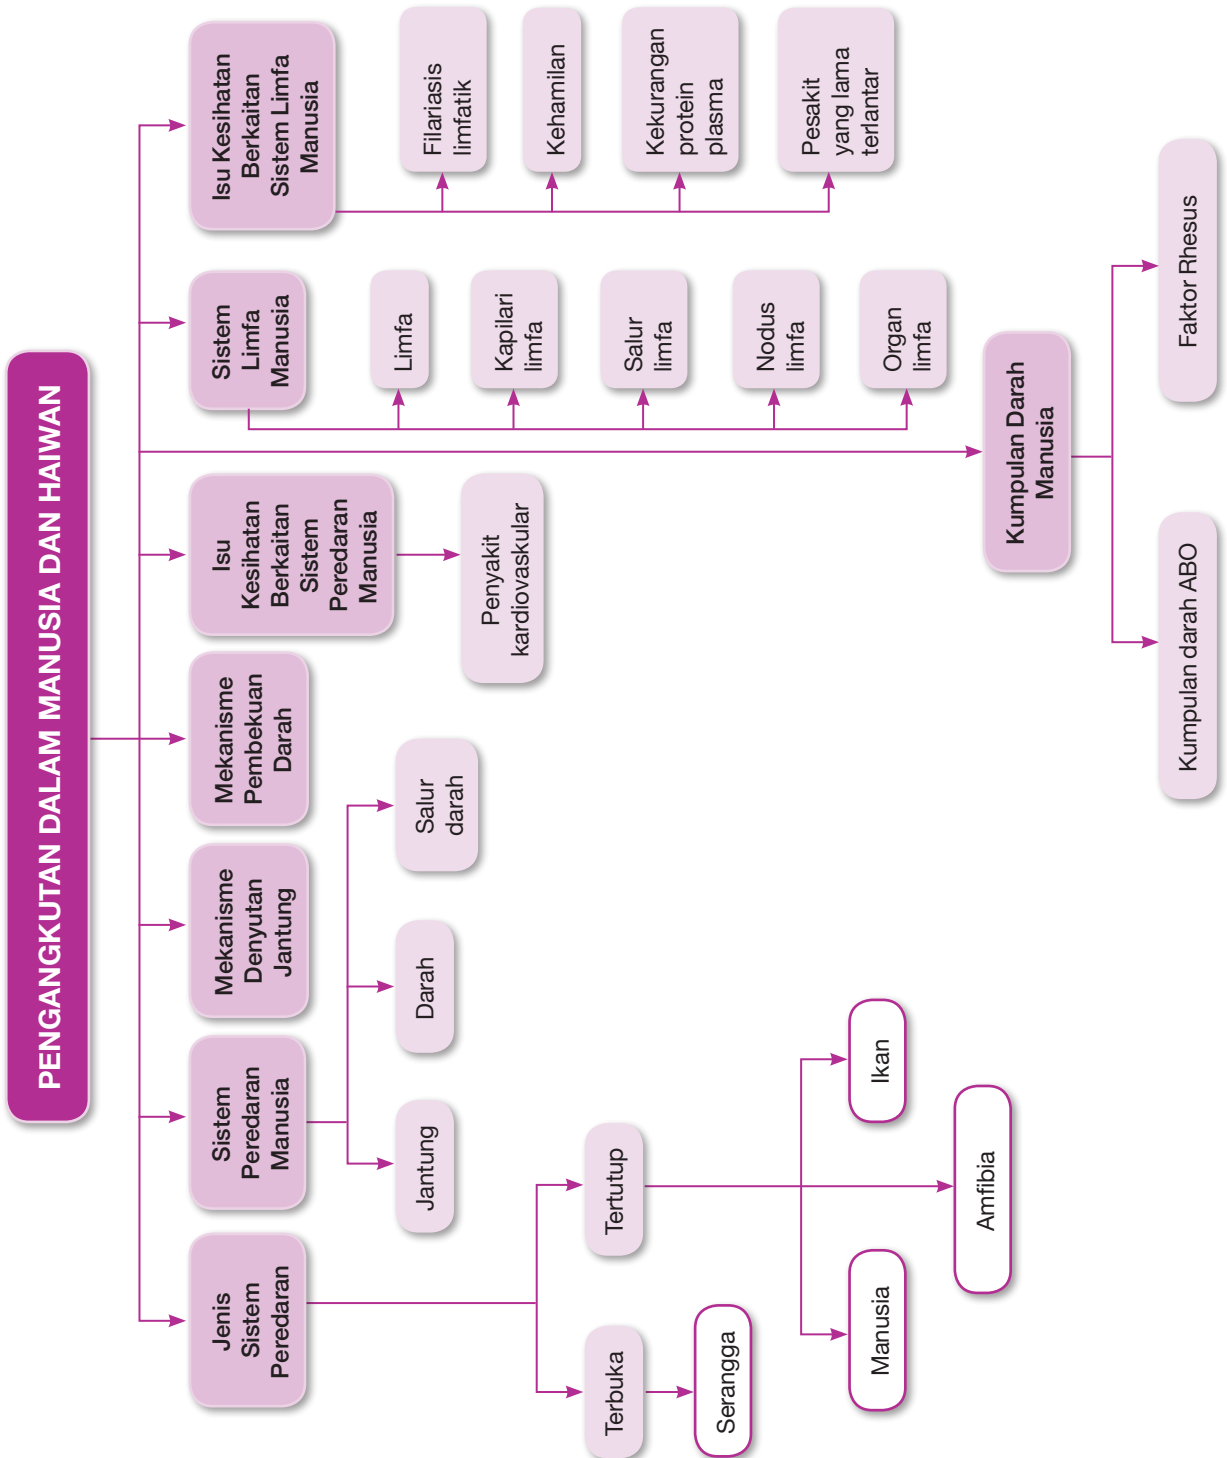 PENGANGKUTAN DALAM MANUSIA DAN HAIWAN
Jenis
Sistem
Peredaran
Sistem
Peredaran
Manusia
Mekanisme
Denyutan
Jantung
Mekanisme
Pembekuan
Darah
Isu
Kesihatan
Berkaitan
Sistem
Peredaran
Manusia
Sistem
Limfa
Manusia
Isu Kesihatan
Berkaitan
Sistem Limfa
Manusia
Terbuka
Serangga
Tertutup
Manusia
Amfibia
Ikan
Jantung
Darah
Salur
darah
Penyakit
kardiovaskular
Limfa
Kapilari
limfa
Salur
limfa
Nodus
limfa
Organ
limfa
Filariasis
limfatik
Kehamilan
Kekurangan
protein
plasma
Pesakit
yang lama
terlantar
Kumpulan Darah
Manusia
Kumpulan darah ABO
Faktor Rhesus